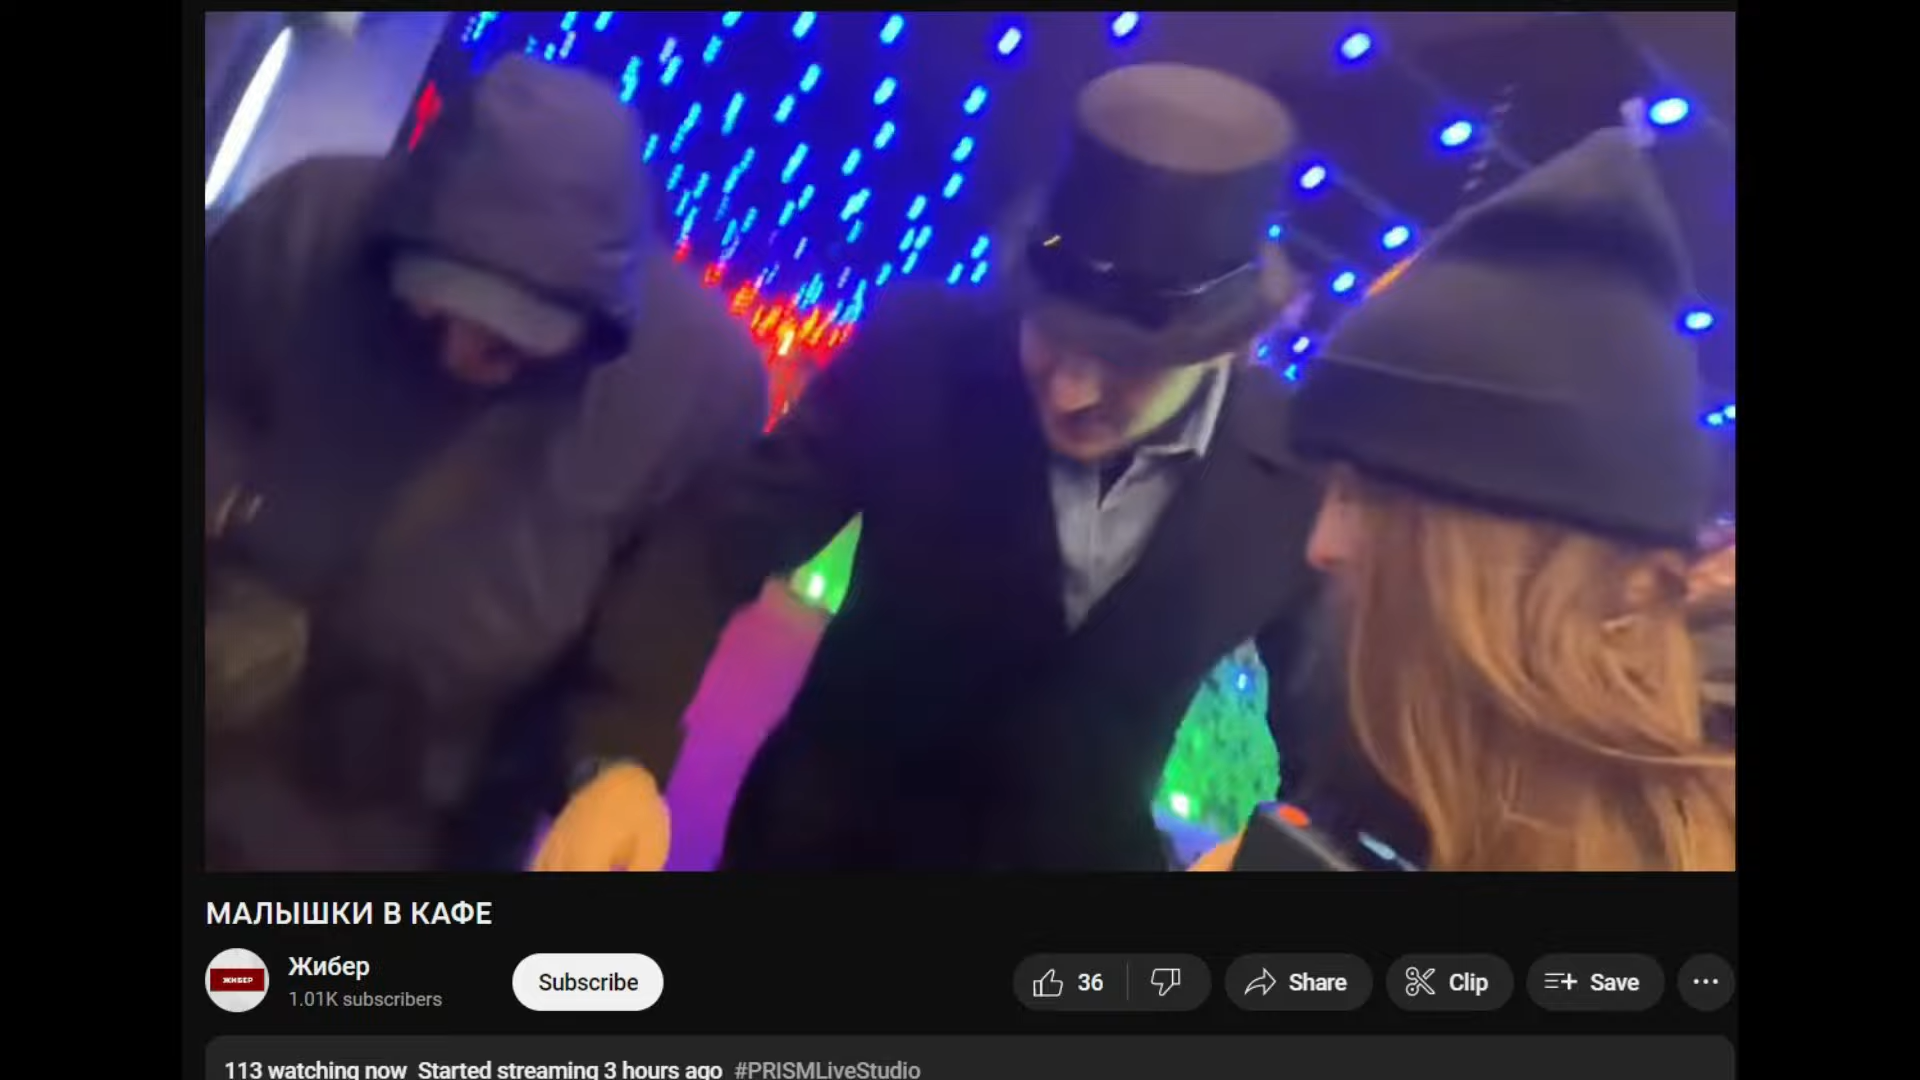 МАЛЫШКИ В КАФЕ
Жибер
ЖИБЕР
1.01K subscribers
Subscribe
36
Share
Clip
Save
113 watching now Started streaming 3 hours ago #PRISMLiveStudio